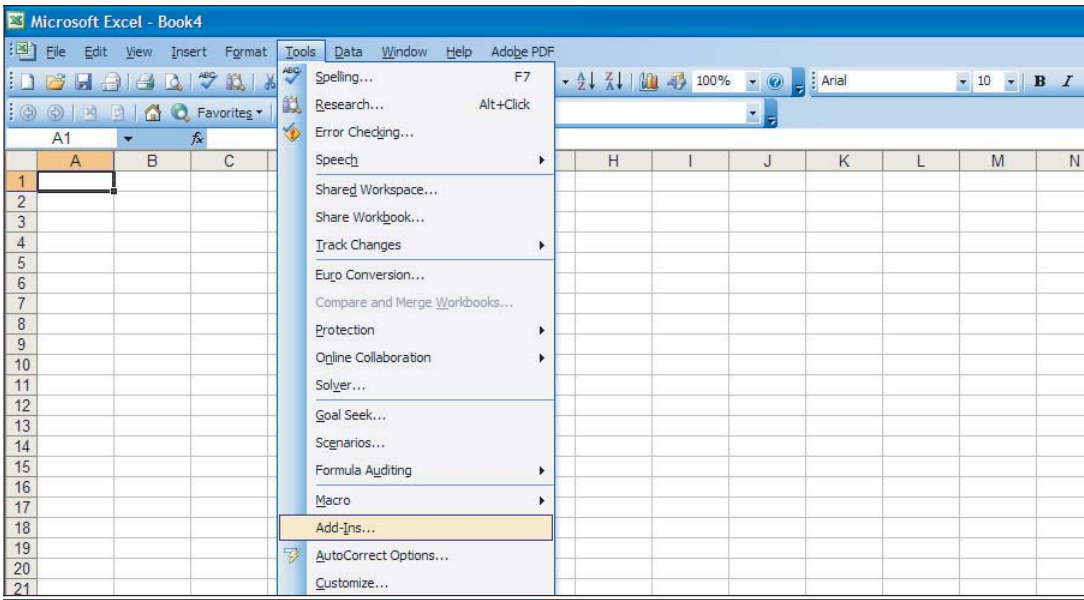 Microsoft Excel - Book4
File Edit View Insert Format Tools Data Window Help Adobe PDF
ABC 100% Arial 10 B I
Favorites
A1 fx
A B C H I J K L M N
1
2
3
4
5
6
7
8
9
10
11
12
13
14
15
16
17
18
19
20
21
ABC Spelling... F7
Research... Alt+Click
Error Checking...
Speech
Shared Workspace...
Share Workbook...
Track Changes
Euro Conversion...
Compare and Merge Workbooks...
Protection
Online Collaboration
Solver...
Goal Seek...
Scenarios...
Formula Auditing
Macro
Add-Ins...
AutoCorrect Options...
Customize...